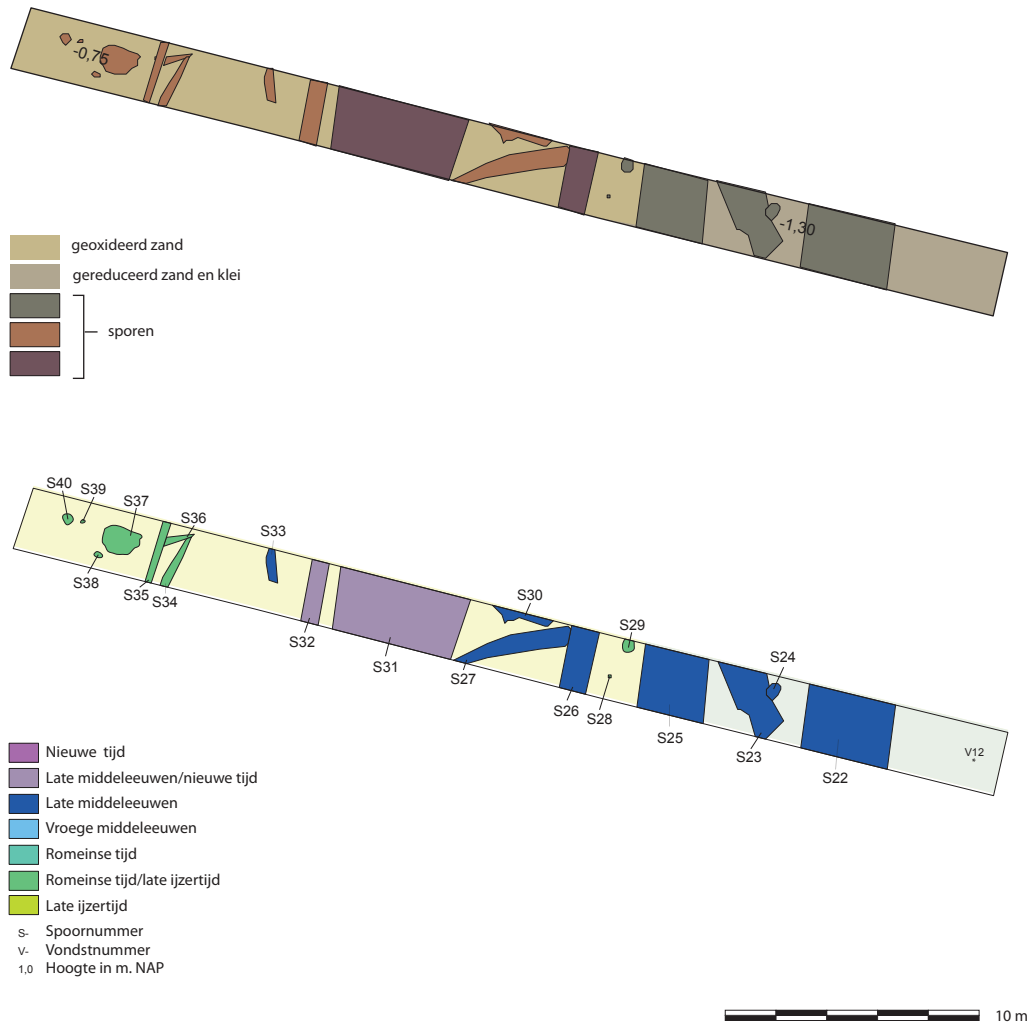 -0,75
-1,30
geoxideerd zand
gereduceerd zand en klei
sporen
S40
S39
S37
S36
S33
S38
S35
S34
S32
S31
S30
S27
S29
S26
S28
S25
S24
S23
S22
V12
Nieuwe tijd
Late middeleeuwen/nieuwe tijd
Late middeleeuwen
Vroege middeleeuwen
Romeinse tijd
Romeinse tijd/late ijzertijd
Late ijzertijd
S- Spoornummer
V- Vondstnummer
1,0 Hoogte in m. NAP
10 m